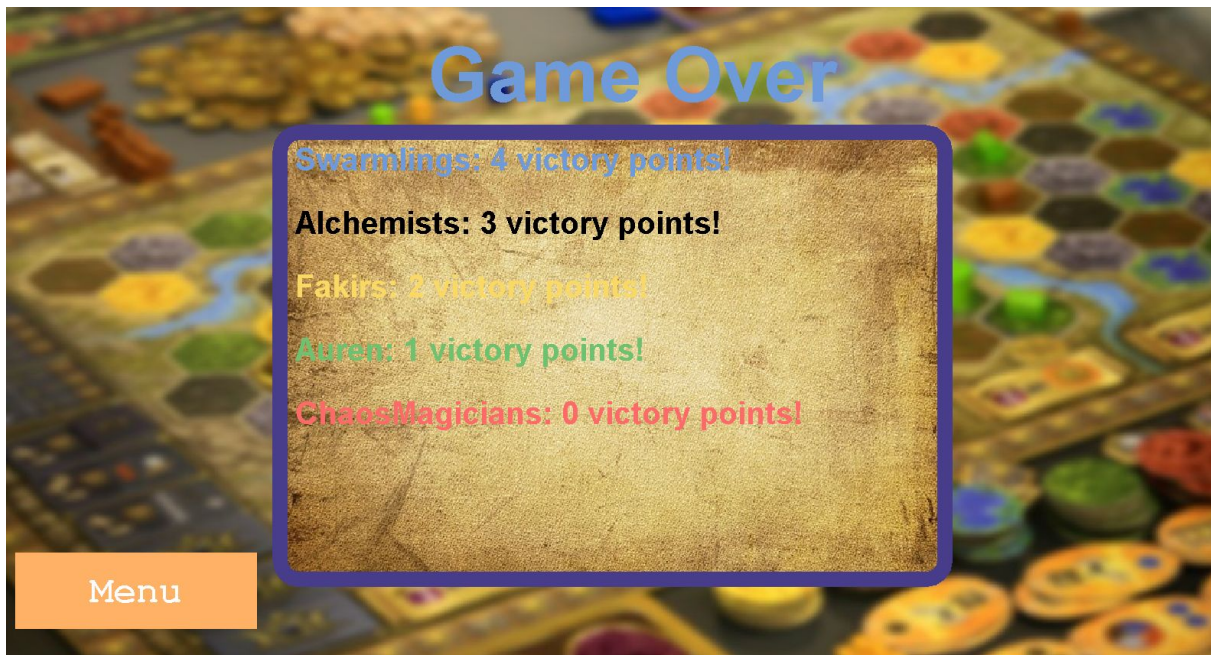 Game Over
Swarmlings: 4 victory points!
Alchemists: 3 victory points!
Fakirs: 2 victory points!
Auren: 1 victory points!
ChaosMagicians: 0 victory points!
Menu